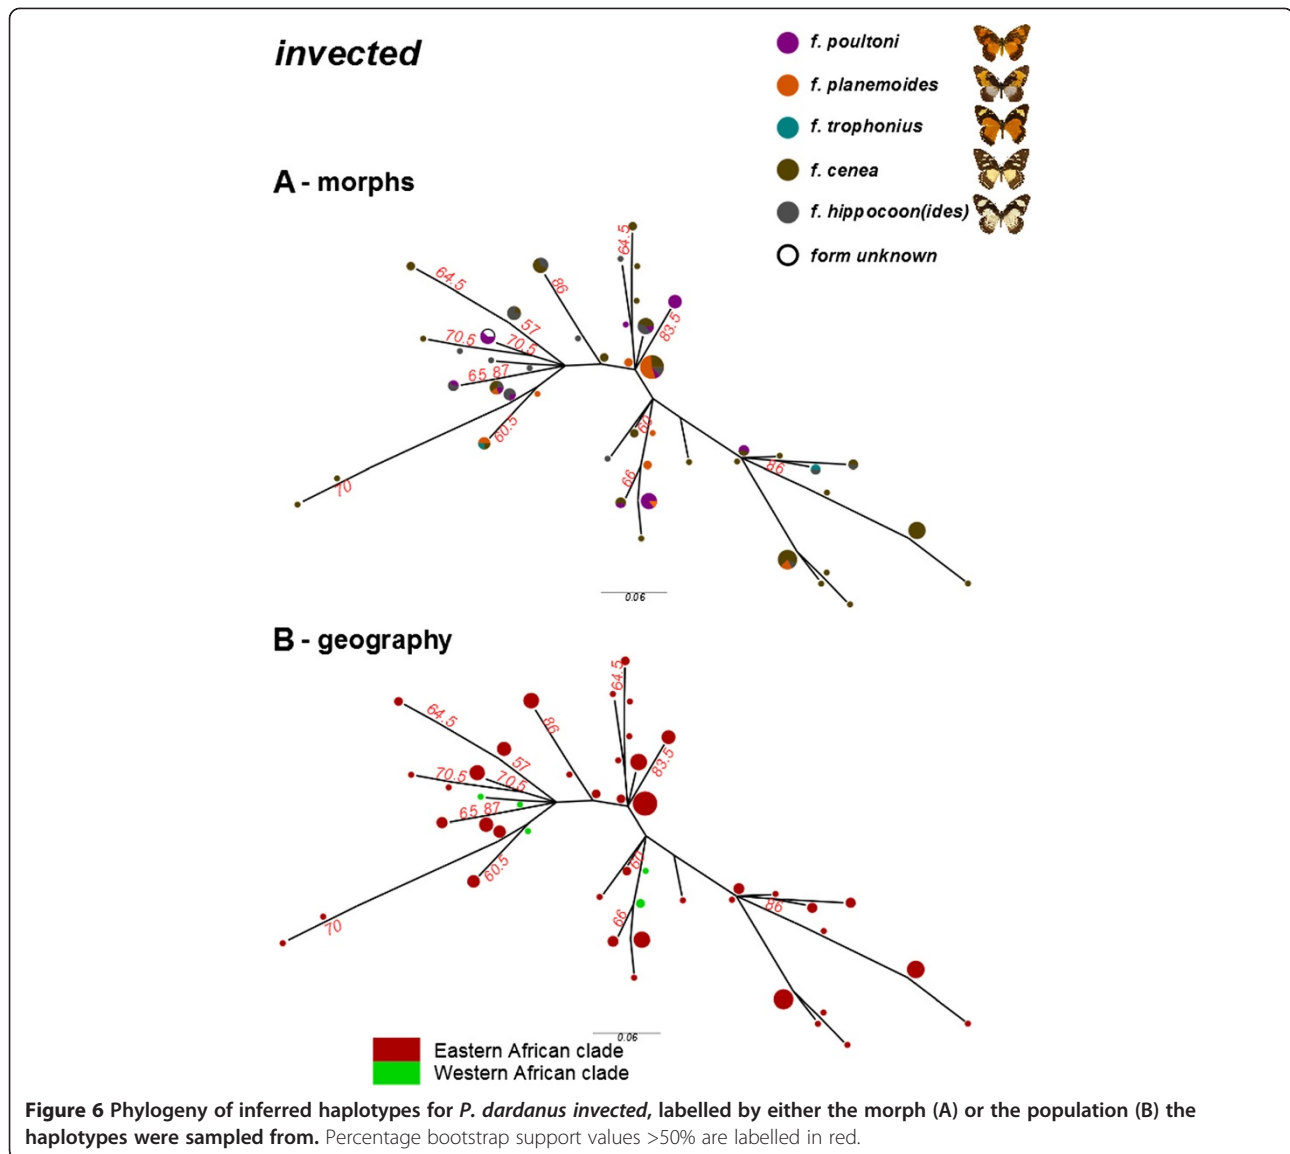 invected
f. poultoni
f. planemoides
f. trophonius
f. cenea
f. hippocoon(ides)
form unknown
A - morphs
64.5
64.5
86
57
83.5
70.5
70.5
65 87
60.5
60
70
66
86
0.06
B - geography
64.5
64.5
86
57
83.5
70.5
70.5
65 87
60
60.5
86
66
70
0.06
Eastern African clade
Western African clade
Figure 6 Phylogeny of inferred haplotypes for P. dardanus invected, labelled by either the morph (A) or the population (B) the
haplotypes were sampled from. Percentage bootstrap support values >50% are labelled in red.